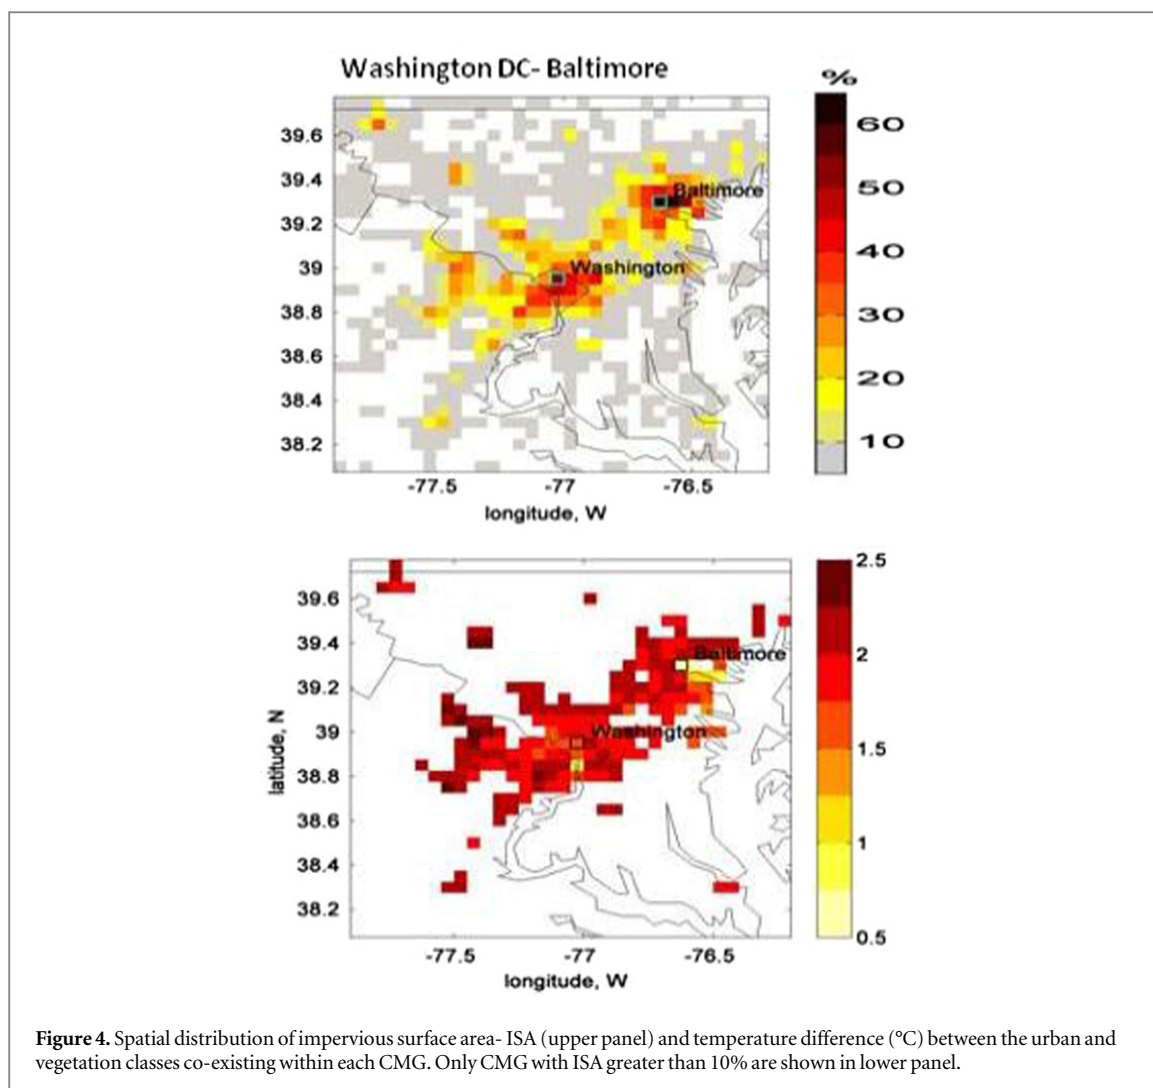 Washington DC- Baltimore
%
39.6
39.4
39.2
39
38.8
38.6
38.4
38.2
Baltimore
Washington
60
50
40
30
20
10
-77.5 -77 -76.5
longitude, W
latitude, N
39.6
39.4
39.2
39
38.8
38.6
38.4
38.2
Baltimore
Washington
2.5
2
1.5
1
0.5
-77.5 -77 -76.5
longitude, W
Figure 4. Spatial distribution of impervious surface area- ISA (upper panel) and temperature difference (°C) between the urban and
vegetation classes co-existing within each CMG. Only CMG with ISA greater than 10% are shown in lower panel.